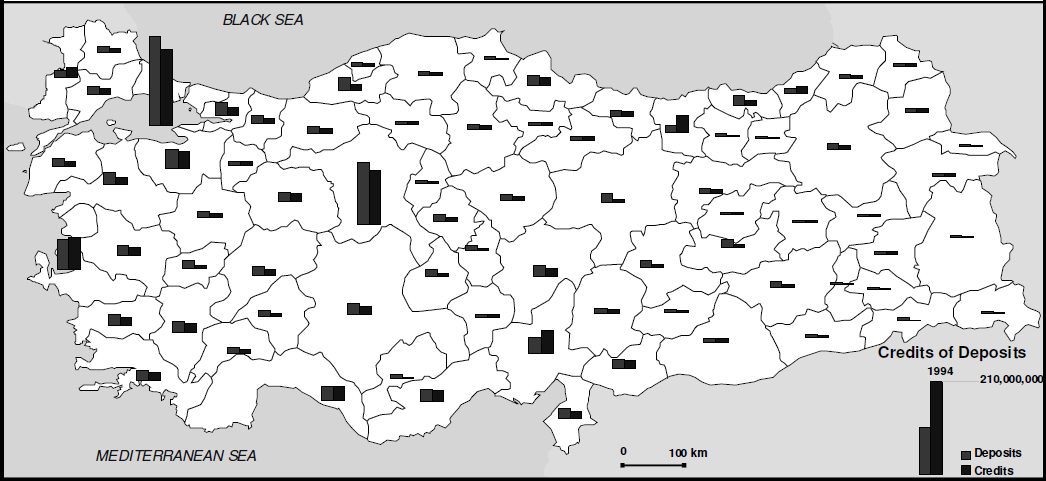 BLACK SEA
Credits of Deposits
1994
210,000,000
MEDITERRANEAN SEA
0 100 km
Deposits
Credits